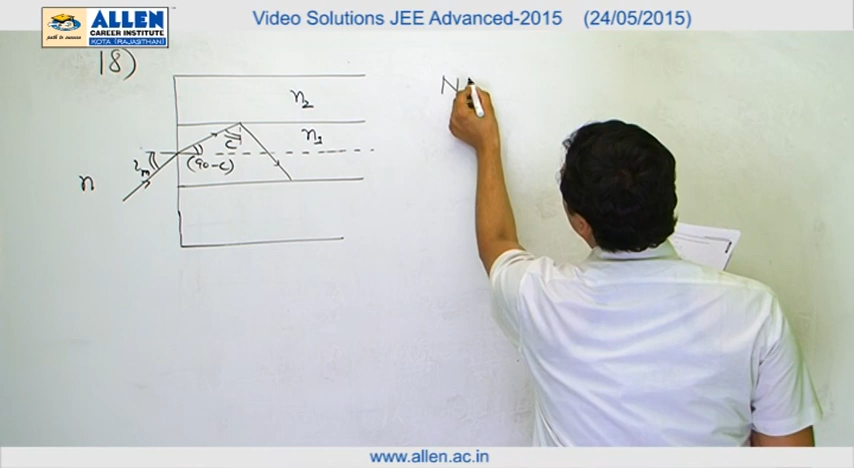 ALLEN
CAREER INSTITUTE
path to success
KOTA (RAJASTHAN)
Video Solutions JEE Advanced-2015 (24/05/2015)
18)
n₂
n₁
c
iₘ
(90-c)
n
N
www.allen.ac.in